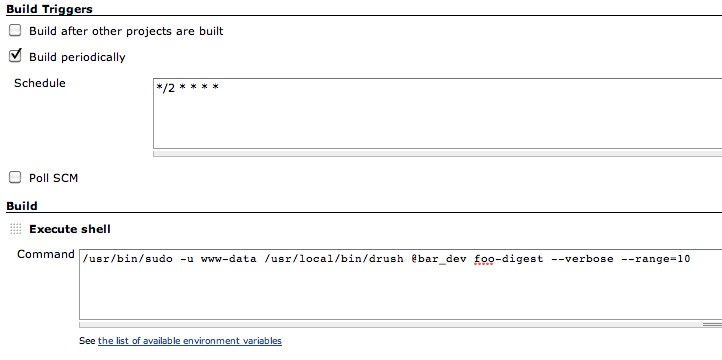 Build Triggers
Build after other projects are built
Build periodically
Schedule
*/2 * * * *
Poll SCM
Build
Execute shell
Command
/usr/bin/sudo -u www-data /usr/local/bin/drush @bar_dev foo-digest --verbose --range=10
See the list of available environment variables